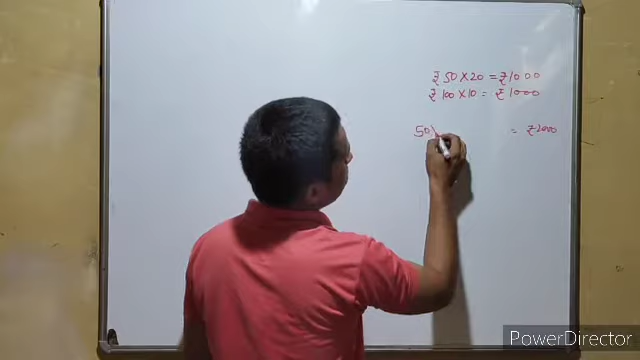 ₹ 50 X 20 = ₹ 1000
₹ 100 X 10 = ₹ 1000
50 = ₹ 2000
PowerDirector